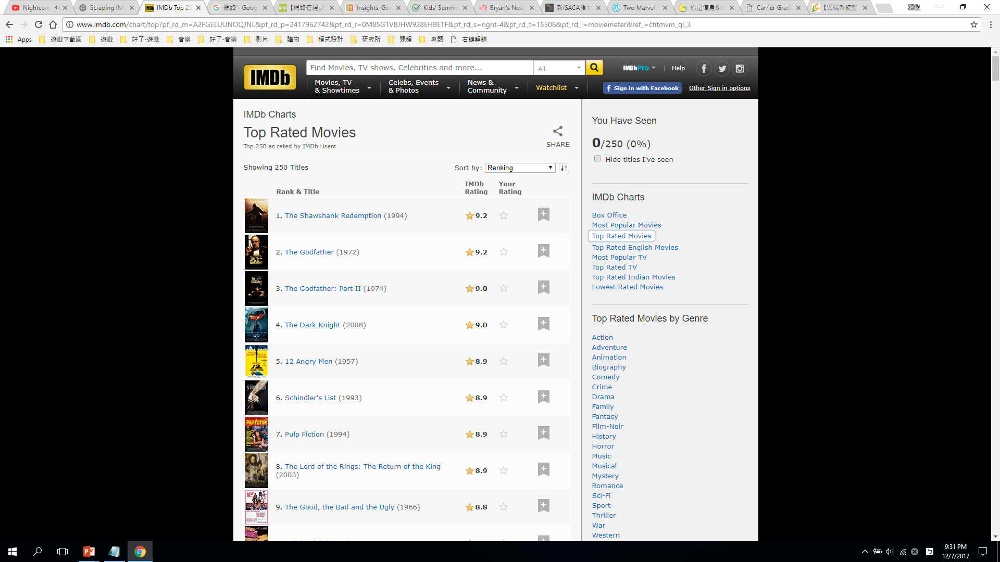 Nightcore
Scraping IMD
IMDb Top 25
網路 - Goog
【網路管理課
Insights: Gor
Kids' Summe
Bryan's Note
新ISACA指引
Two Marvel
你是信息爆
Carrier Grad
【雲端系統整
www.imdb.com/chart/top?pf_rd_m=A2FGELUUNOQJNL&pf_rd_p=2417962742&pf_rd_r=0M85G1V8JHW928EHBETF&pf_rd_s=right-4&pf_rd_t=15506&pf_rd_i=moviemeter&ref_=chtmvm_ql_3
Apps 遊戲下載區 遊戲 好了-遊戲 音樂 好了-音樂 影片 購物 程式設計 研究所 課程 專題 右鍵解鎖
IMDb
Find Movies, TV shows, Celebrities and more...
All
IMDbPro
Help
Movies, TV
& Showtimes
Celebs, Events
& Photos
News &
Community
Watchlist
Sign in with Facebook
Other Sign in options
IMDb Charts
Top Rated Movies
Top 250 as rated by IMDb Users
SHARE
Showing 250 Titles
Sort by: Ranking
Rank & Title
IMDb
Rating
Your
Rating
1. The Shawshank Redemption (1994) 9.2
2. The Godfather (1972) 9.2
3. The Godfather: Part II (1974) 9.0
4. The Dark Knight (2008) 9.0
5. 12 Angry Men (1957) 8.9
6. Schindler's List (1993) 8.9
7. Pulp Fiction (1994) 8.9
8. The Lord of the Rings: The Return of the King
(2003) 8.9
9. The Good, the Bad and the Ugly (1966) 8.8
You Have Seen
0/250 (0%)
Hide titles I've seen
IMDb Charts
Box Office
Most Popular Movies
Top Rated Movies
Top Rated English Movies
Most Popular TV
Top Rated TV
Top Rated Indian Movies
Lowest Rated Movies
Top Rated Movies by Genre
Action
Adventure
Animation
Biography
Comedy
Crime
Drama
Family
Fantasy
Film-Noir
History
Horror
Music
Musical
Mystery
Romance
Sci-Fi
Sport
Thriller
War
Western
9:31 PM
12/7/2017